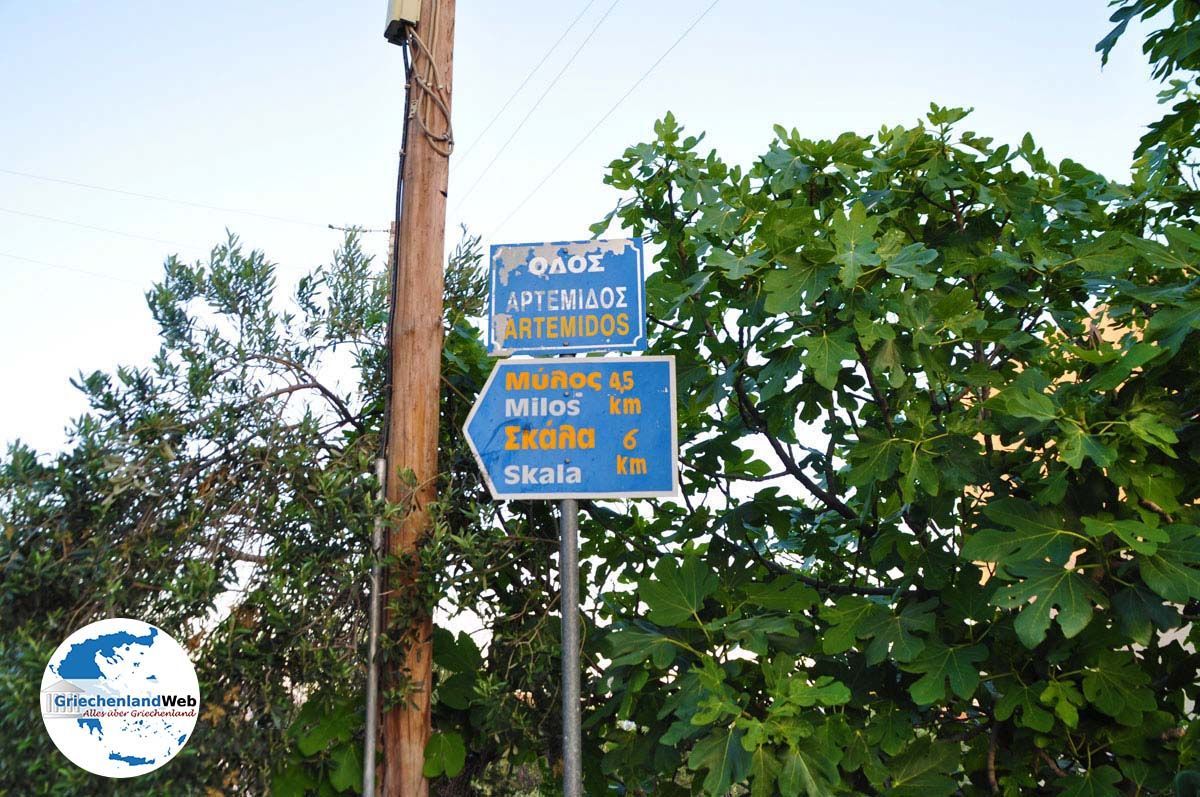 ΟΔΟΣ
ΑΡΤΕΜΙΔΟΣ
ARTEMIDOS
Μύλος 4,5
Milos km
Σκάλα 6
Skala km
GriechenlandWeb
Alles über Griechenland